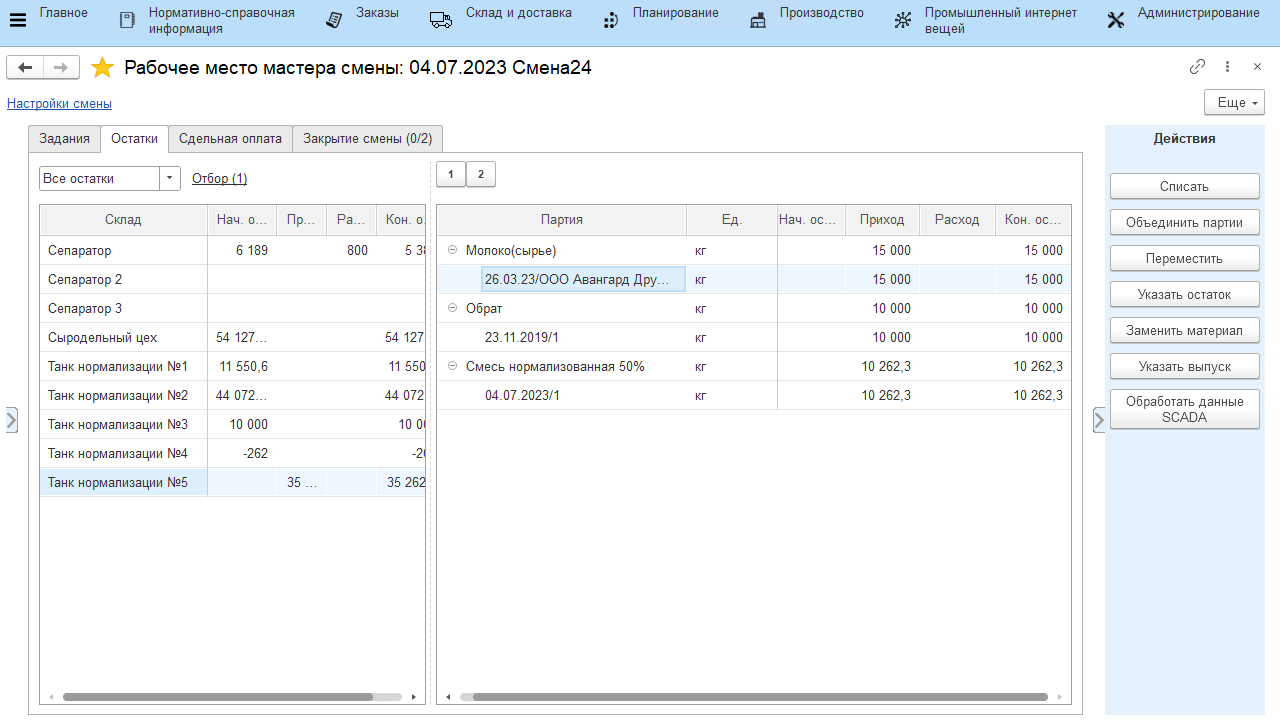 Главное
Нормативно-справочная
информация
Заказы
Склад и доставка
Планирование
Производство
Промышленный интернет
вещей
Администрирование
Рабочее место мастера смены: 04.07.2023 Смена24
Настройки смены
Еще
Задания Остатки Сдельная оплата Закрытие смены (0/2)
Все остатки Отбор (1)
1 2
Склад Нач. о... Пр... Ра... Кон. о
Сепаратор 6 189 800 5 38
Сепаратор 2
Сепаратор 3
Сыродельный цех 54 127... 54 127
Танк нормализации №1 11 550,6 11 550
Танк нормализации №2 44 072... 44 072
Танк нормализации №3 10 000 10 00
Танк нормализации №4 -262 -26
Танк нормализации №5 35 ... 35 262
Партия Ед. Нач. ос... Приход Расход Кон. ос...
Молоко(сырье) кг 15 000 15 000
26.03.23/ООО Авангард Дру... кг 15 000 15 000
Обрат кг 10 000 10 000
23.11.2019/1 кг 10 000 10 000
Смесь нормализованная 50% кг 10 262,3 10 262,3
04.07.2023/1 кг 10 262,3 10 262,3
Действия
Списать
Объединить партии
Переместить
Указать остаток
Заменить материал
Указать выпуск
Обработать данные
SCADA